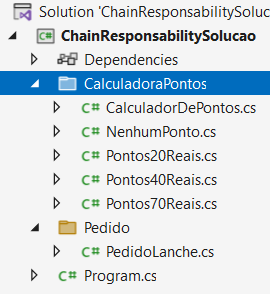 Solution 'ChainResponsabilitySoluc
ChainResponsabilitySolucao
Dependencies
CalculadoraPontos
C# CalculadorDePontos.cs
C# NenhumPonto.cs
C# Pontos20Reais.cs
C# Pontos40Reais.cs
C# Pontos70Reais.cs
Pedido
C# PedidoLanche.cs
C# Program.cs